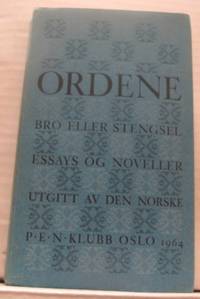 ORDENE
BRO ELLER STENGSEL
ESSAYS OG NOVELLER
UTGITT AV DEN NORSKE
P·E·N·KLUBB OSLO 1964